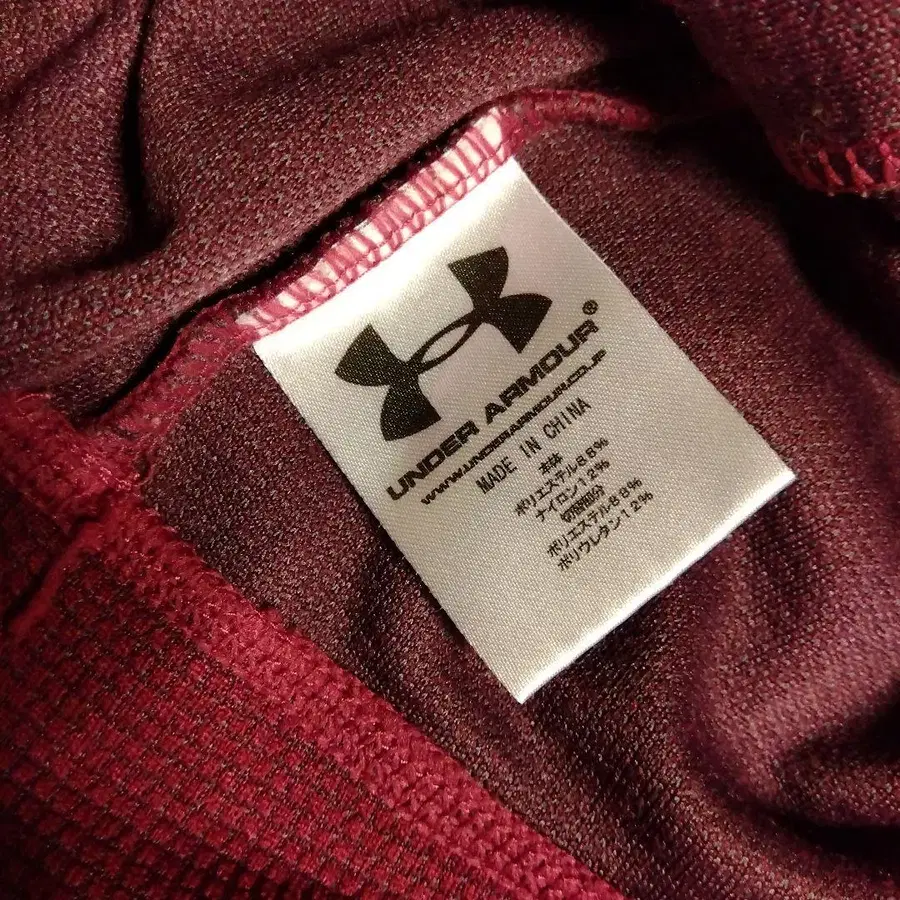 UNDER ARMOUR®
WWW.UNDERARMOUR.CO.JP
MADE IN CHINA
本体
ポリエステル88%
ナイロン12%
切替部分
ポリエステル88%
ポリウレタン12%